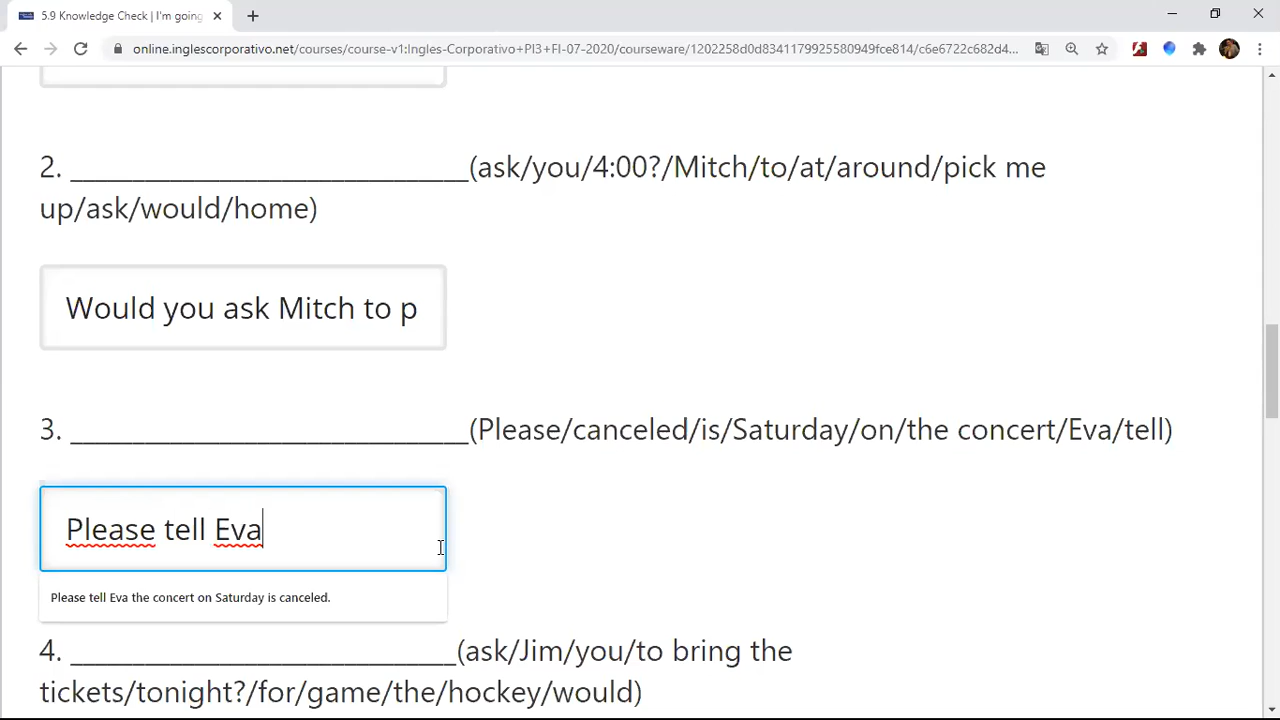 5.9 Knowledge Check | I'm going
online.inglescorporativo.net/courses/course-v1:Ingles-Corporativo+PI3+FI-07-2020/courseware/1202258d0d8341179925580949fce814/c6e6722c682d4...
2. ______________________________(ask/you/4:00?/Mitch/to/at/around/pick me
up/ask/would/home)
Would you ask Mitch to p
3. ______________________________(Please/canceled/is/Saturday/on/the concert/Eva/tell)
Please tell Eva
Please tell Eva the concert on Saturday is canceled.
4. _____________________________(ask/Jim/you/to bring the
tickets/tonight?/for/game/the/hockey/would)